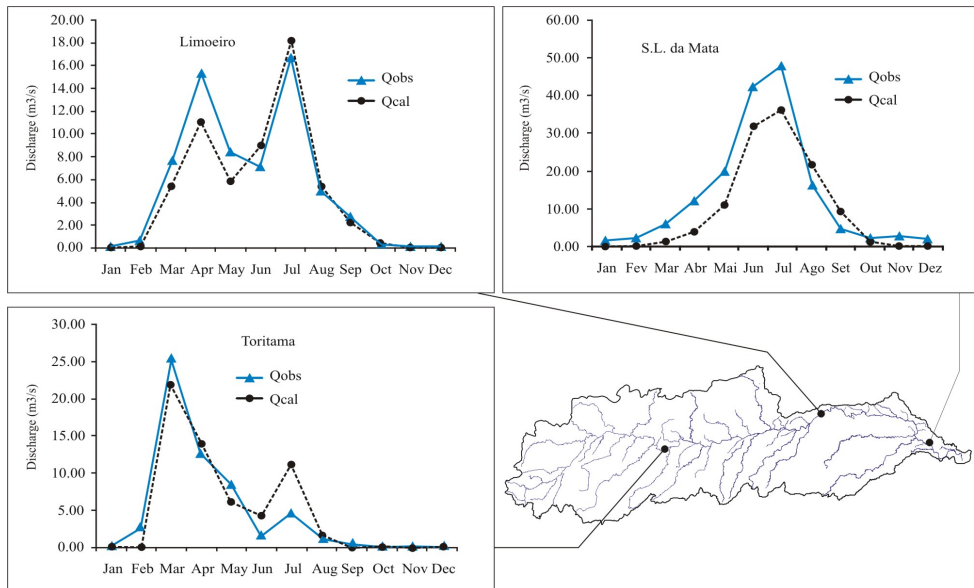 Limoeiro
Discharge (m3/s)
20.00
18.00
16.00
14.00
12.00
10.00
8.00
6.00
4.00
2.00
0.00
Qobs
Qcal
Jan Feb Mar Apr May Jun Jul Aug Sep Oct Nov Dec
S.L. da Mata
Discharge (m3/s)
60.00
50.00
40.00
30.00
20.00
10.00
0.00
Qobs
Qcal
Jan Fev Mar Abr Mai Jun Jul Ago Set Out Nov Dez
Toritama
Discharge (m3/s)
30.00
25.00
20.00
15.00
10.00
5.00
0.00
Qobs
Qcal
Jan Feb Mar Apr May Jun Jul Aug Sep Oct Nov Dec